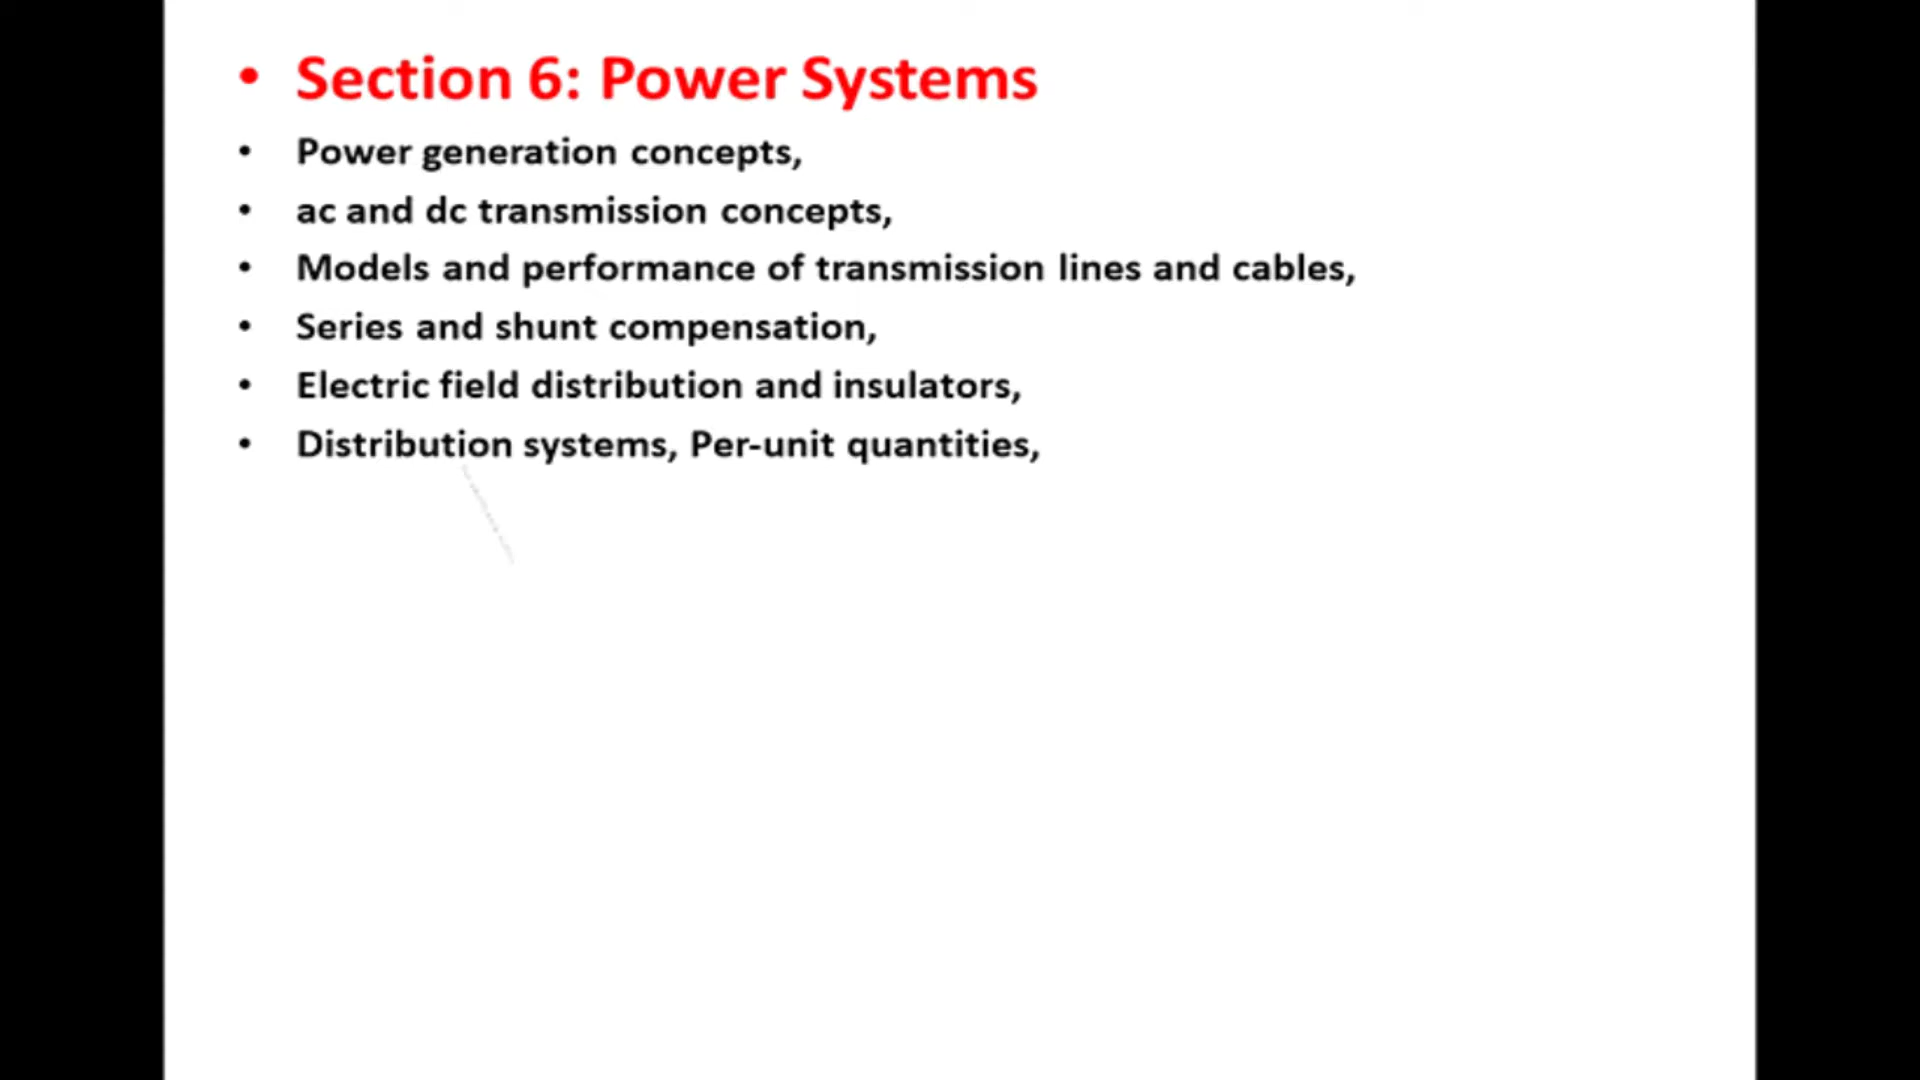 • Section 6: Power Systems
• Power generation concepts,
• ac and dc transmission concepts,
• Models and performance of transmission lines and cables,
• Series and shunt compensation,
• Electric field distribution and insulators,
• Distribution systems, Per-unit quantities,